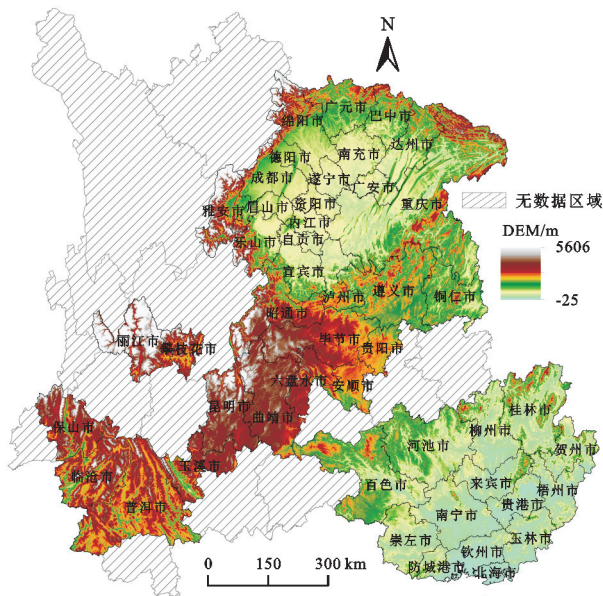 N
广元市
巴中市
绵阳市
达州市
德阳市
南充市
成都市
遂宁市
广安市
雅安市
眉山市
资阳市
重庆市
内江市
乐山市
自贡市
宜宾市
泸州市
遵义市
铜仁市
昭通市
毕节市
贵阳市
丽江市
攀枝花市
六盘水市
安顺市
昆明市
曲靖市
玉溪市
保山市
临沧市
普洱市
桂林市
柳州市
河池市
贺州市
百色市
来宾市
梧州市
贵港市
南宁市
玉林市
崇左市
钦州市
防城港市
北海市
无数据区域
DEM/m
5606
-25
0 150 300 km